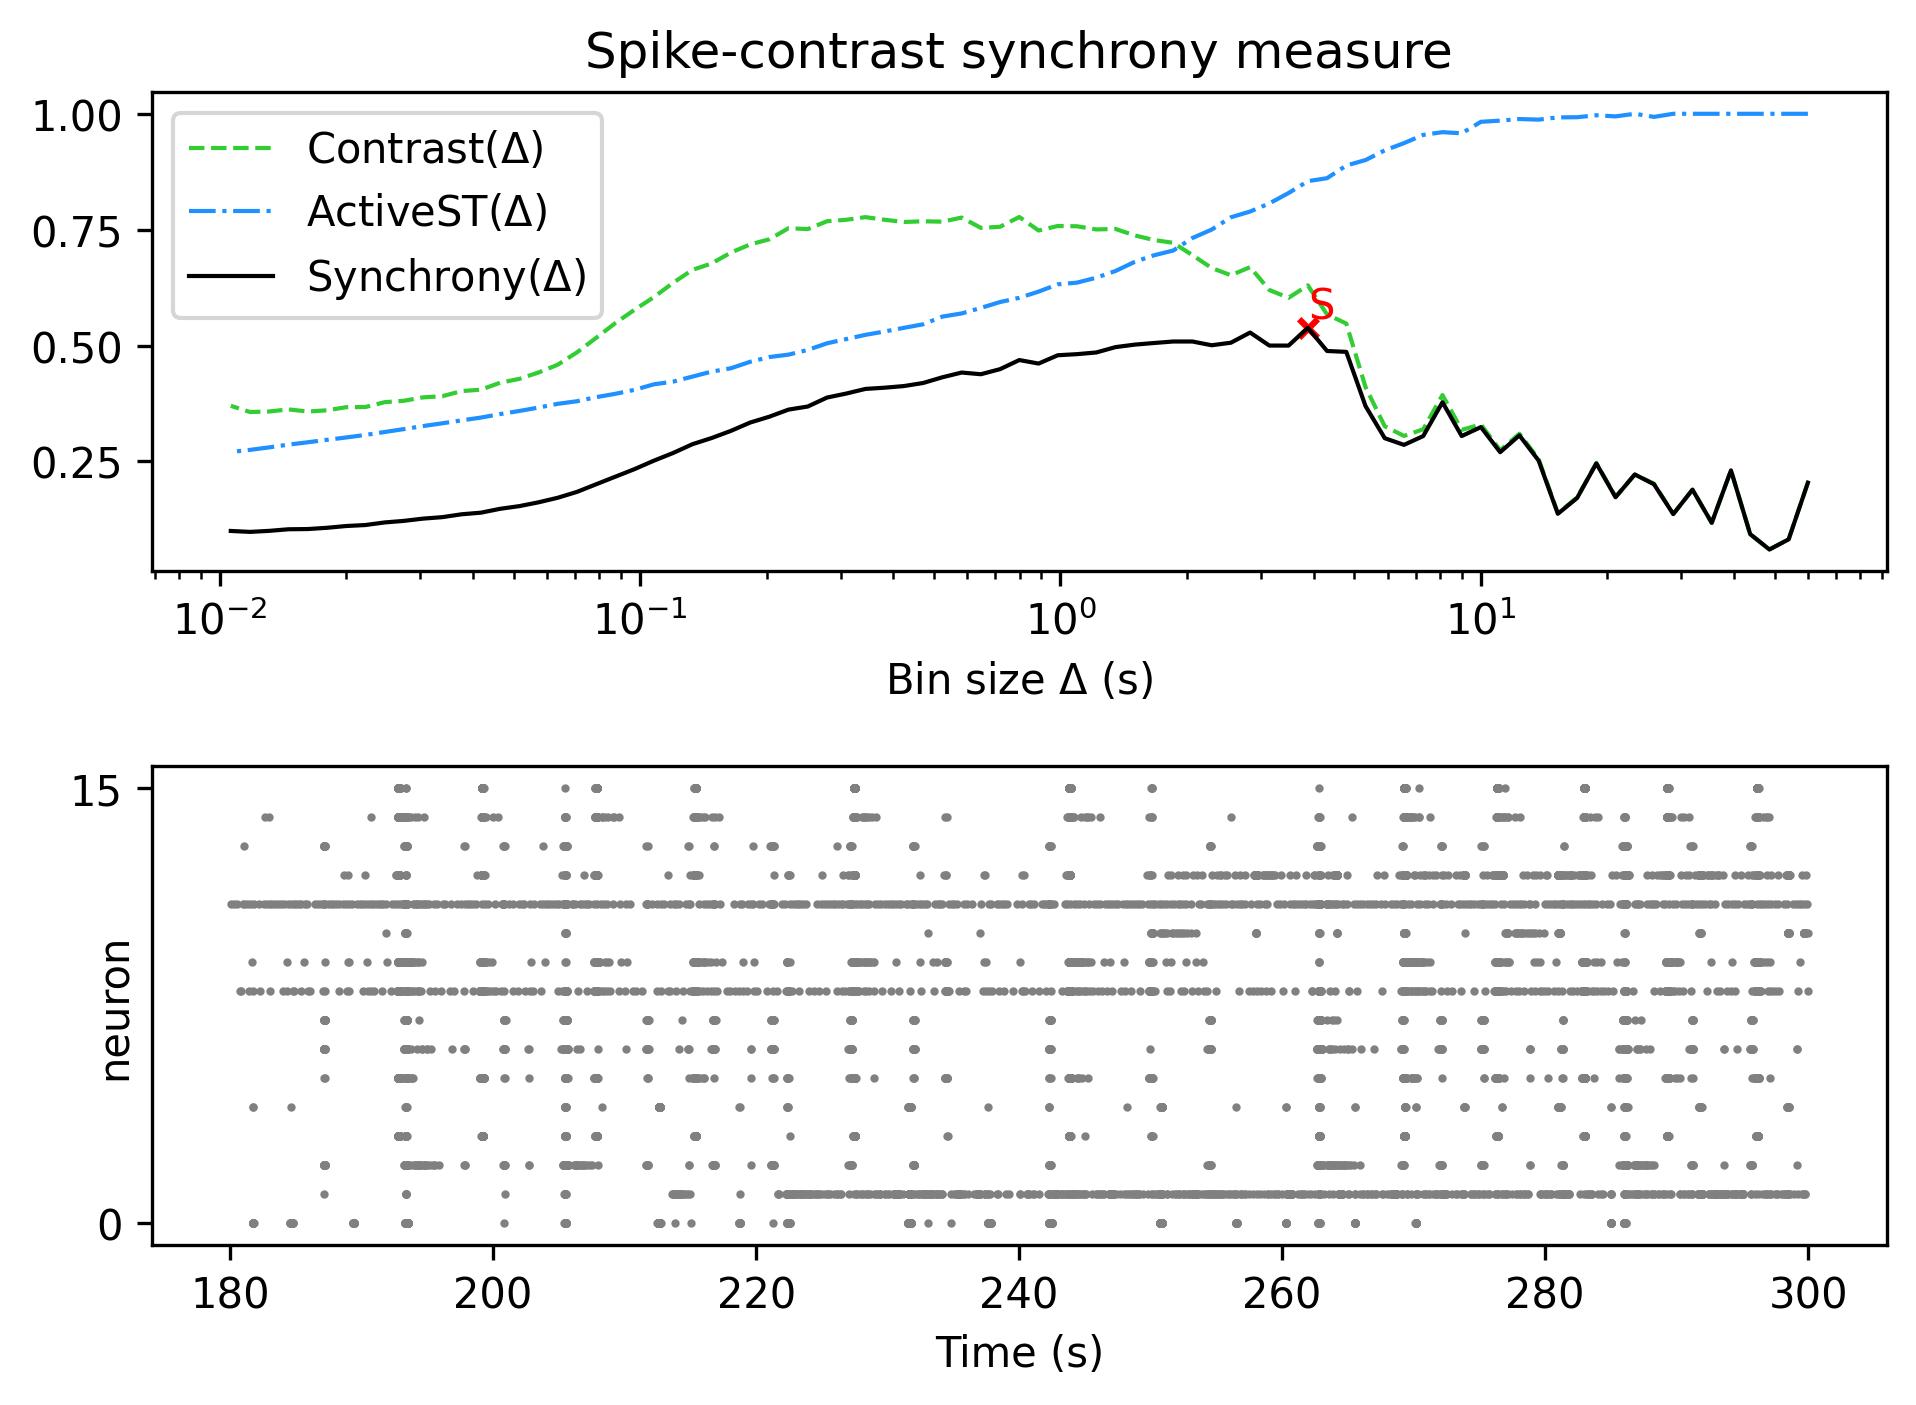 Spike-contrast synchrony measure
1.00
0.75
0.50
0.25
Contrast(Δ)
ActiveST(Δ)
Synchrony(Δ)
S
10⁻² 10⁻¹ 10⁰ 10¹
Bin size Δ (s)
15
0
neuron
180 200 220 240 260 280 300
Time (s)